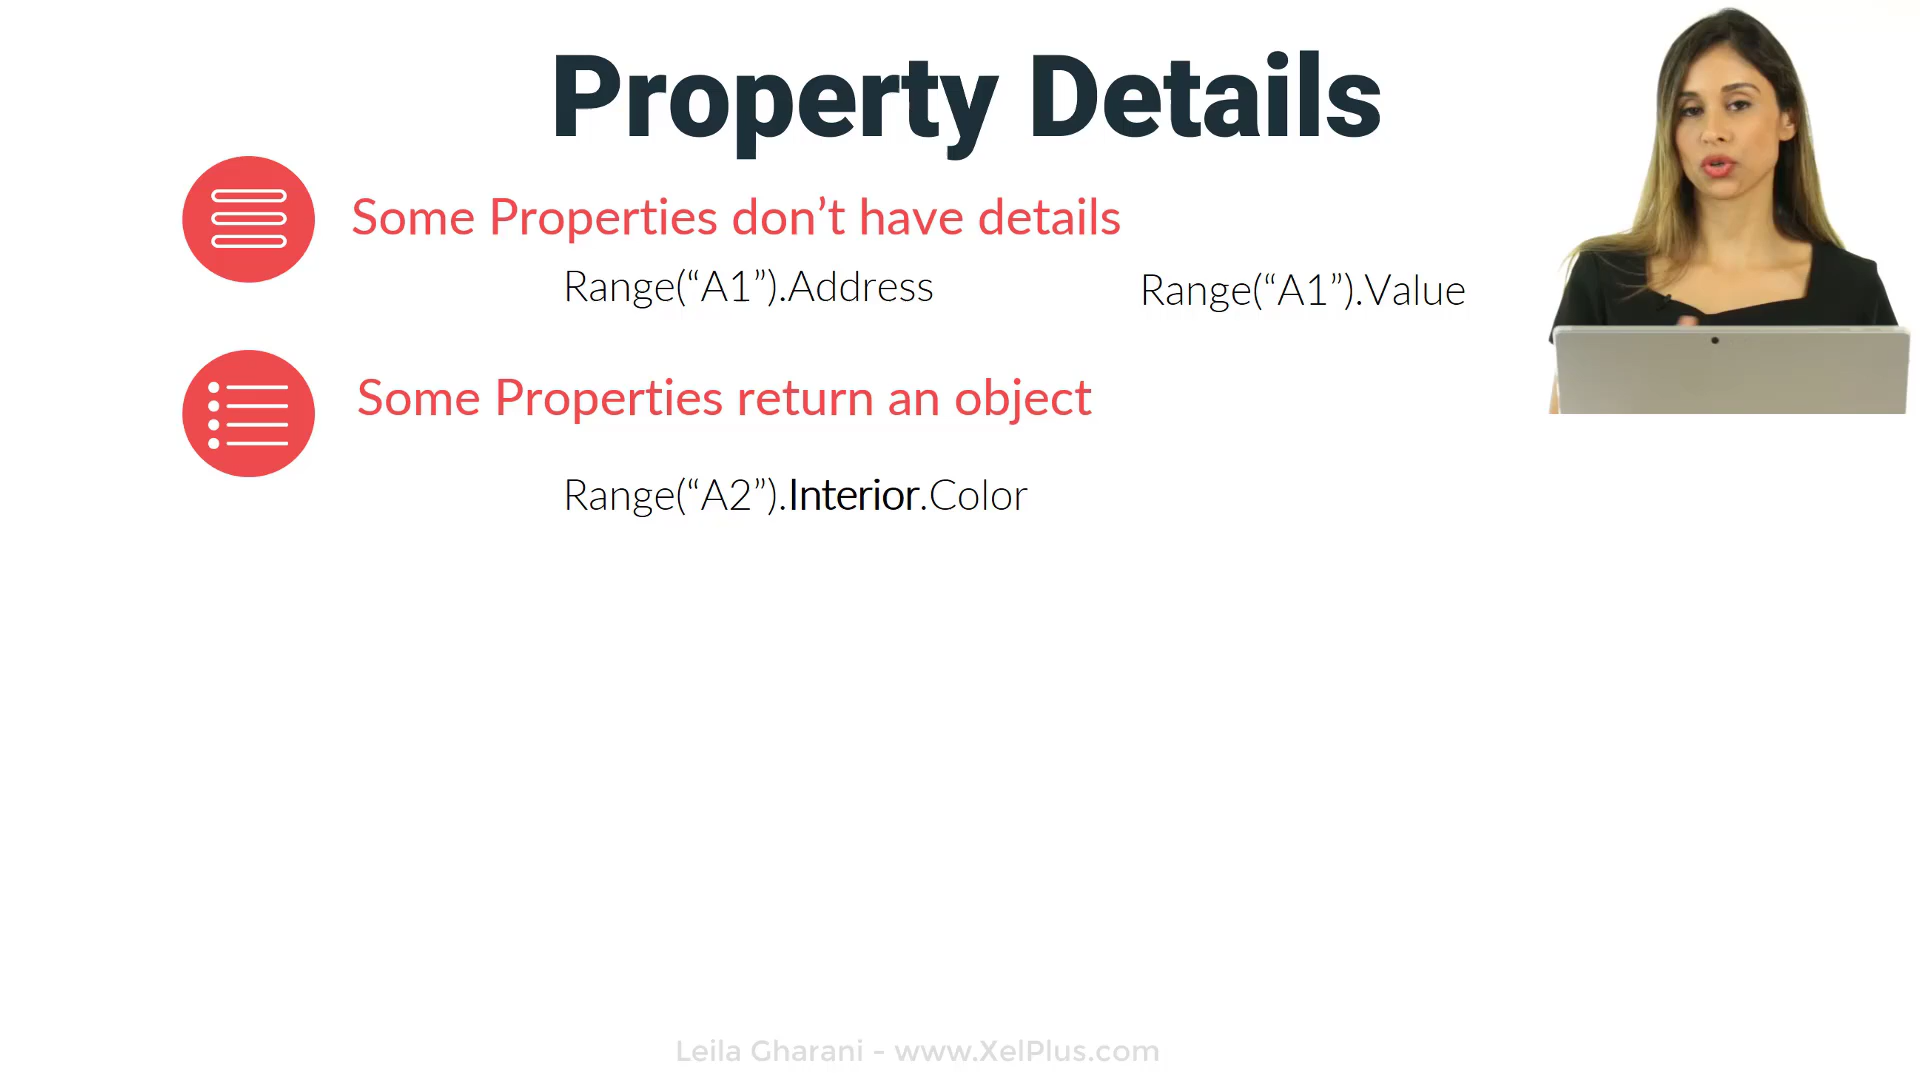 Property Details
Some Properties don’t have details
Range(“A1”).Address
Range(“A1”).Value
Some Properties return an object
Range(“A2”).Interior.Color
Leila Gharani - www.XelPlus.com